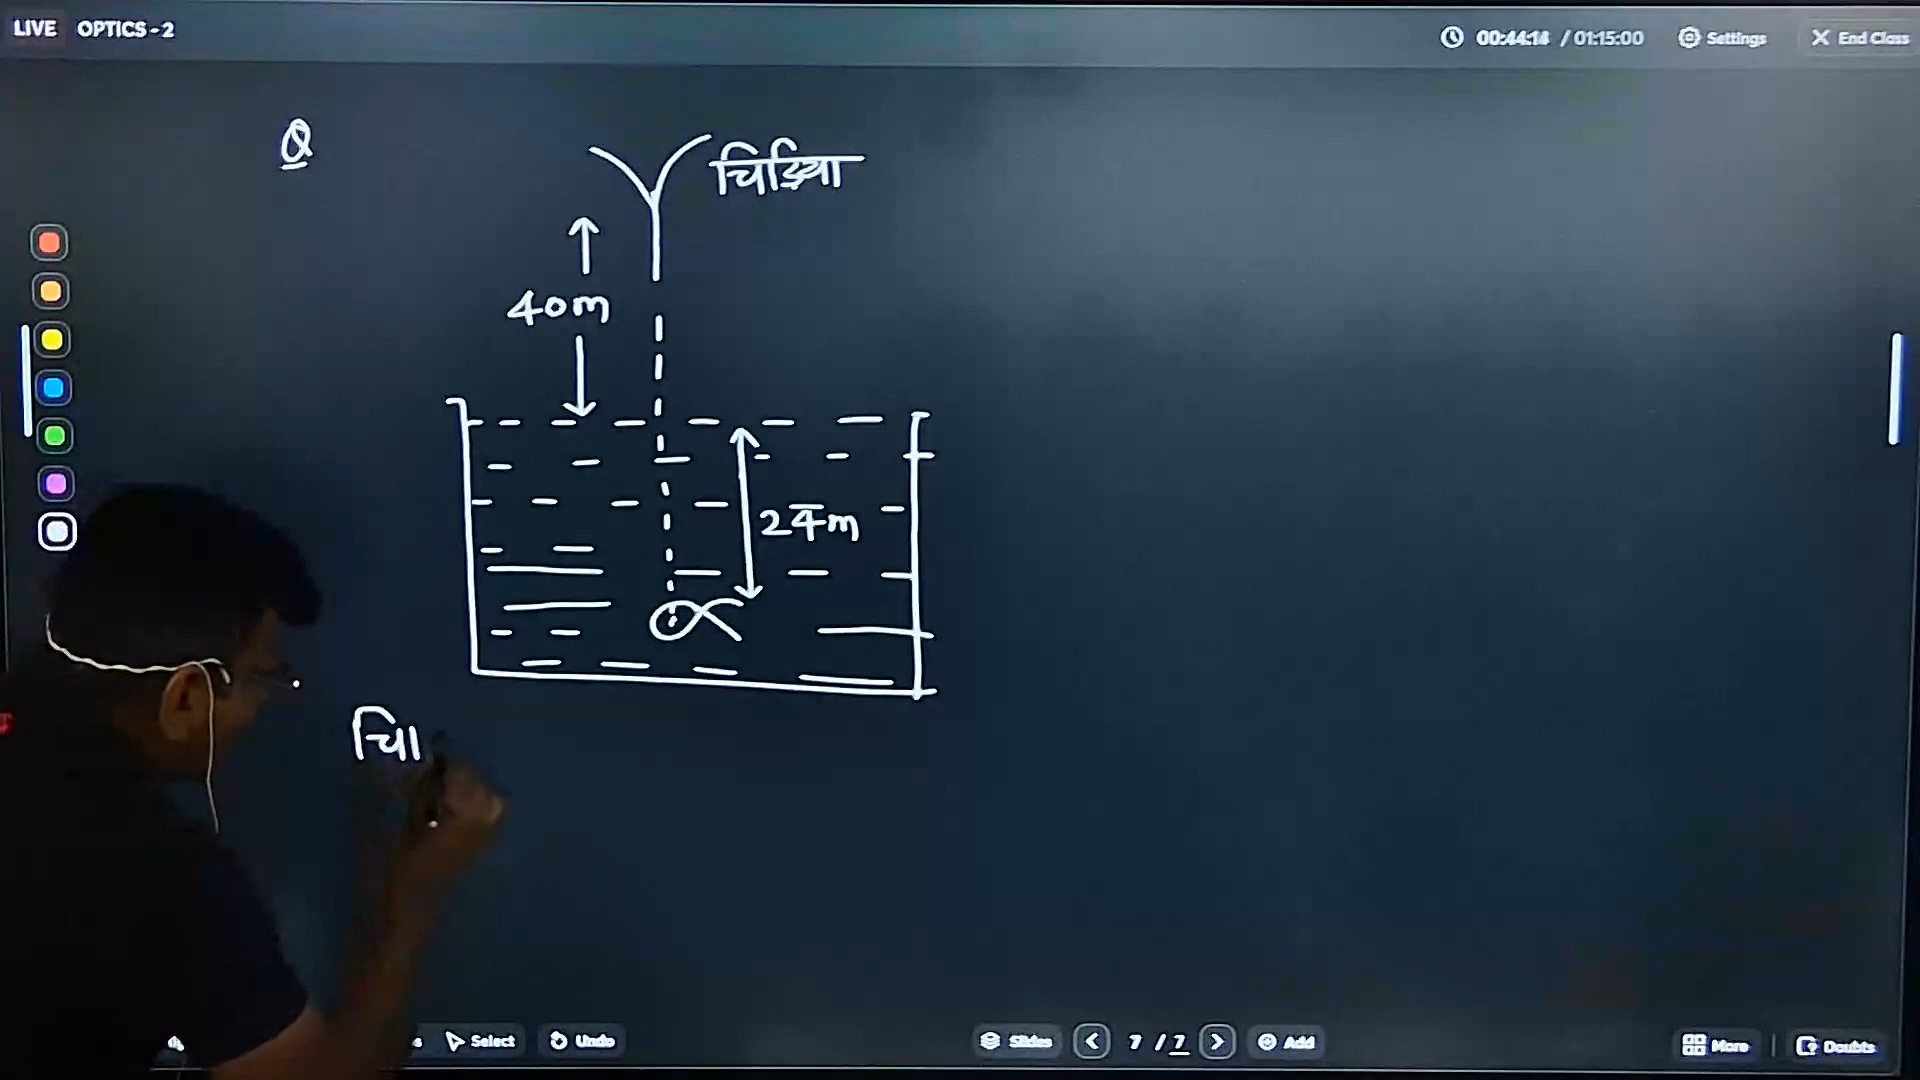 LIVE OPTICS - 2
00:44:14 / 01:15:00 Settings X End Class
Q
चिड़िया
40m
24m
चि
Select Undo Slides 7 / 7 Add More Doubts